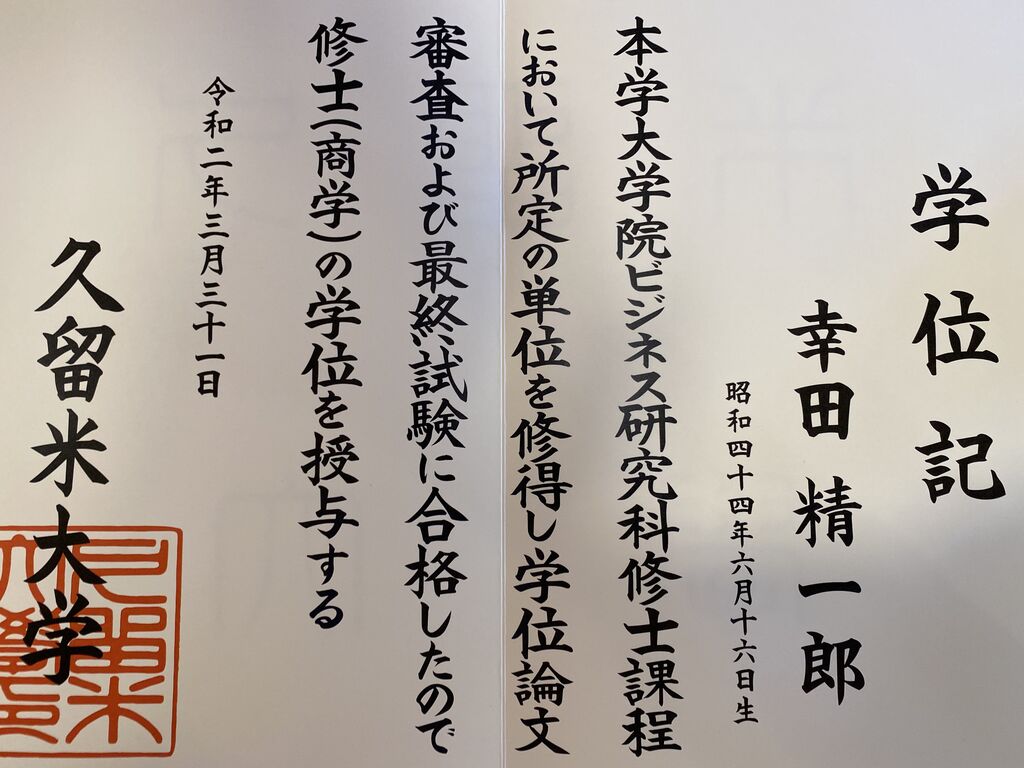 学位記
幸田 精一郎
昭和四十四年六月十六日生
本学大学院ビジネス研究科修士課程
において所定の単位を修得し学位論文
審査および最終試験に合格したので
修士(商学)の学位を授与する
令和二年三月三十一日
久留米大学